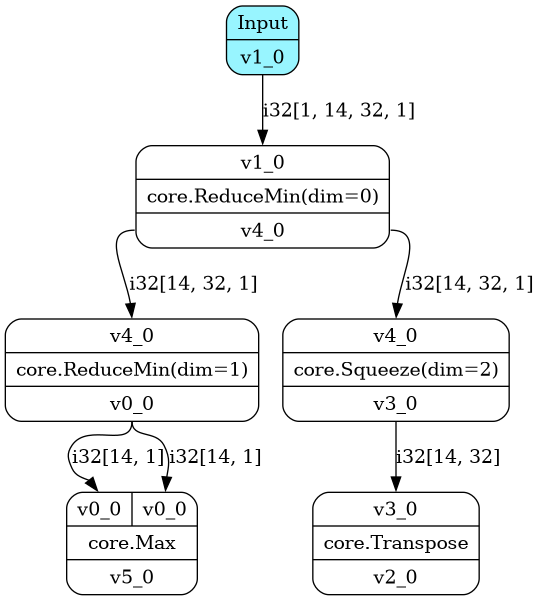 Input
v1_0
i32[1, 14, 32, 1]
v1_0
core.ReduceMin(dim=0)
v4_0
i32[14, 32, 1]
i32[14, 32, 1]
v4_0
core.ReduceMin(dim=1)
v0_0
v4_0
core.Squeeze(dim=2)
v3_0
i32[14, 1]
i32[14, 1]
i32[14, 32]
v0_0
v0_0
core.Max
v5_0
v3_0
core.Transpose
v2_0